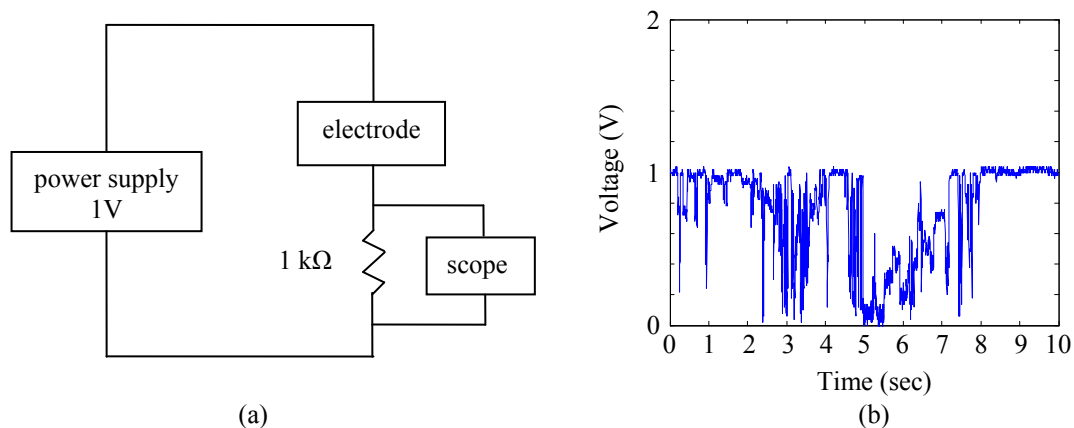 power supply
1V
electrode
1 kΩ
scope
(a)
Voltage (V)
2
1
0
0 1 2 3 4 5 6 7 8 9 10
Time (sec)
(b)